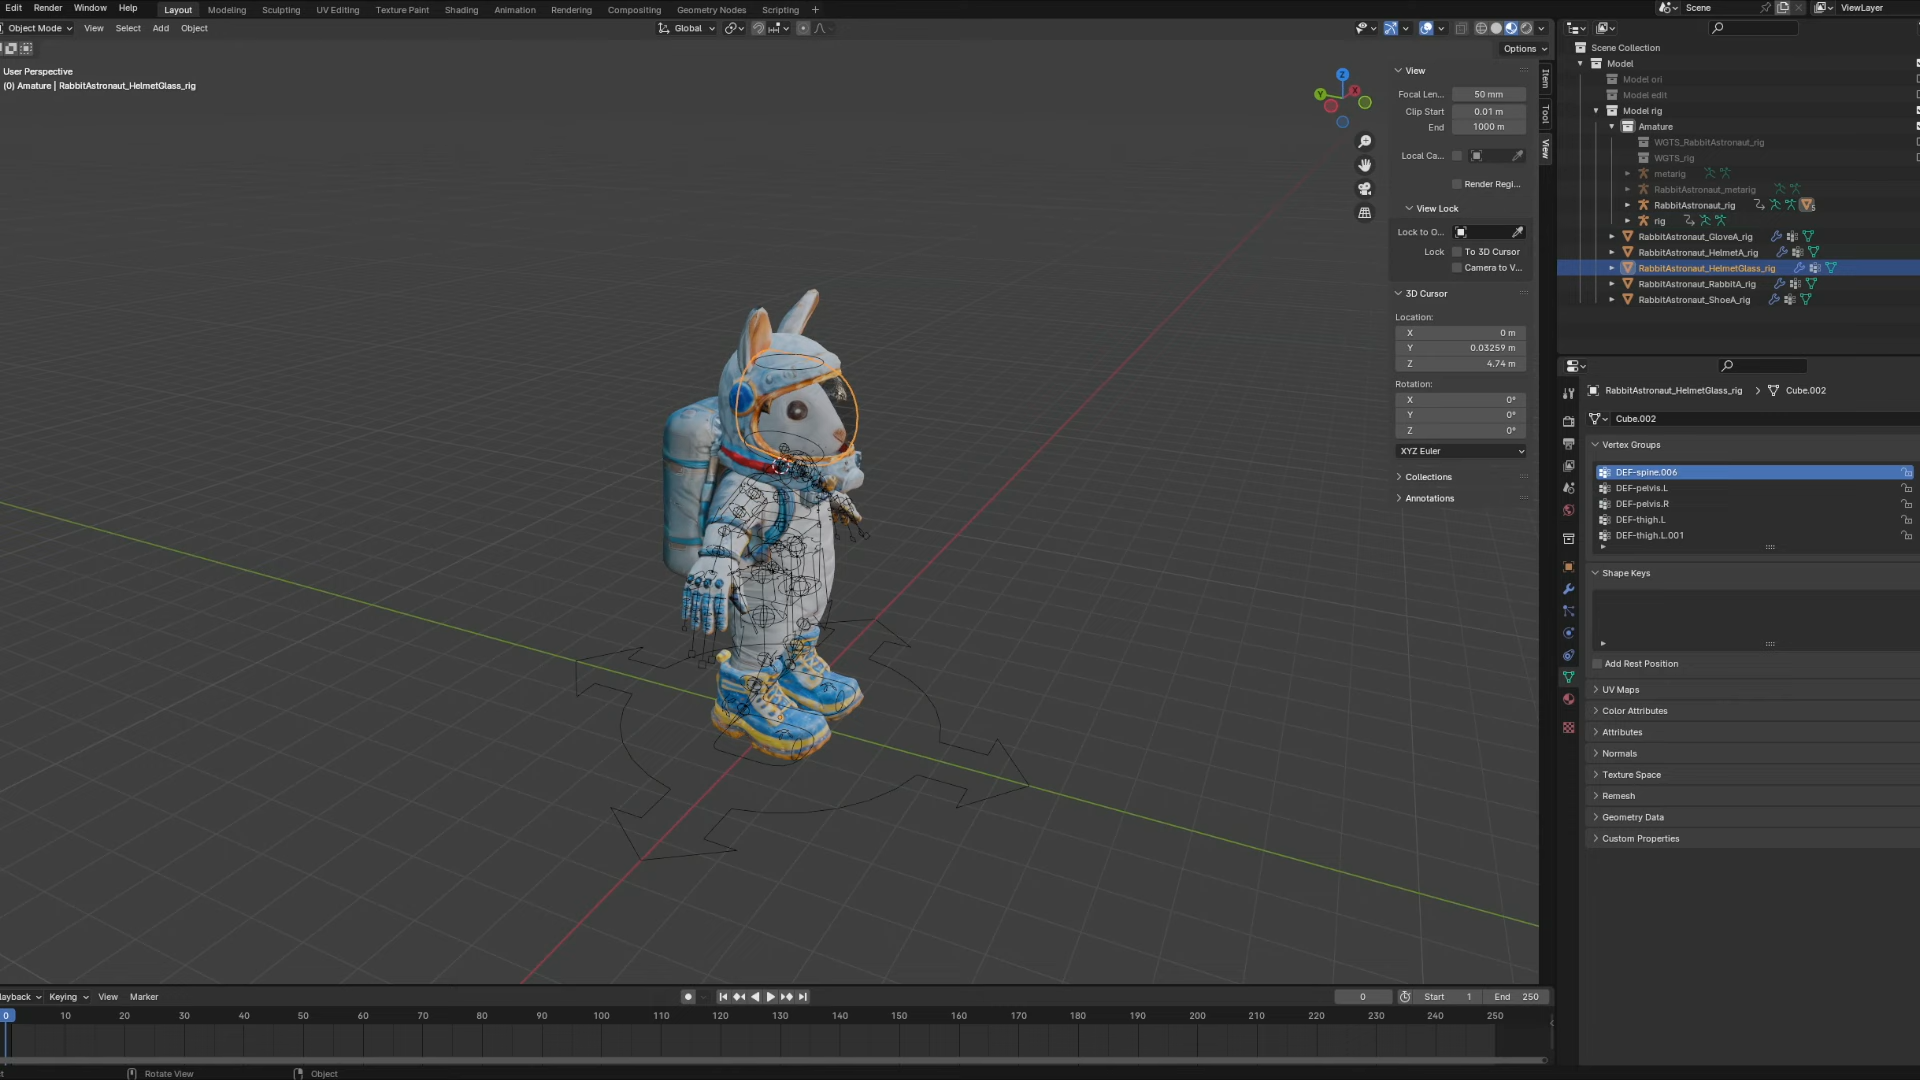 Edit Render Window Help Layout Modeling Sculpting UV Editing Texture Paint Shading Animation Rendering Compositing Geometry Nodes Scripting + Scene ViewLayer
Object Mode View Select Add Object Global
Options
User Perspective
(0) Amature | RabbitAstronaut_HelmetGlass_rig
Z
Y
X
View
Focal Len... 50 mm
Clip Start 0.01 m
End 1000 m
Local Ca...
Render Regi...
View Lock
Lock to O...
Lock To 3D Cursor
Camera to V...
3D Cursor
Location:
X 0 m
Y 0.03259 m
Z 4.74 m
Rotation:
X 0°
Y 0°
Z 0°
XYZ Euler
Collections
Annotations
Item
Tool
View
Scene Collection
Model
Model ori
Model edit
Model rig
Amature
WGTS_RabbitAstronaut_rig
WGTS_rig
metarig
RabbitAstronaut_metarig
RabbitAstronaut_rig 5
rig
RabbitAstronaut_GloveA_rig
RabbitAstronaut_HelmetA_rig
RabbitAstronaut_HelmetGlass_rig
RabbitAstronaut_RabbitA_rig
RabbitAstronaut_ShoeA_rig
RabbitAstronaut_HelmetGlass_rig > Cube.002
Cube.002
Vertex Groups
DEF-spine.006
DEF-pelvis.L
DEF-pelvis.R
DEF-thigh.L
DEF-thigh.L.001
Shape Keys
Add Rest Position
UV Maps
Color Attributes
Attributes
Normals
Texture Space
Remesh
Geometry Data
Custom Properties
layback Keying View Marker 0 Start 1 End 250
0 10 20 30 40 50 60 70 80 90 100 110 120 130 140 150 160 170 180 190 200 210 220 230 240 250
Rotate View Object